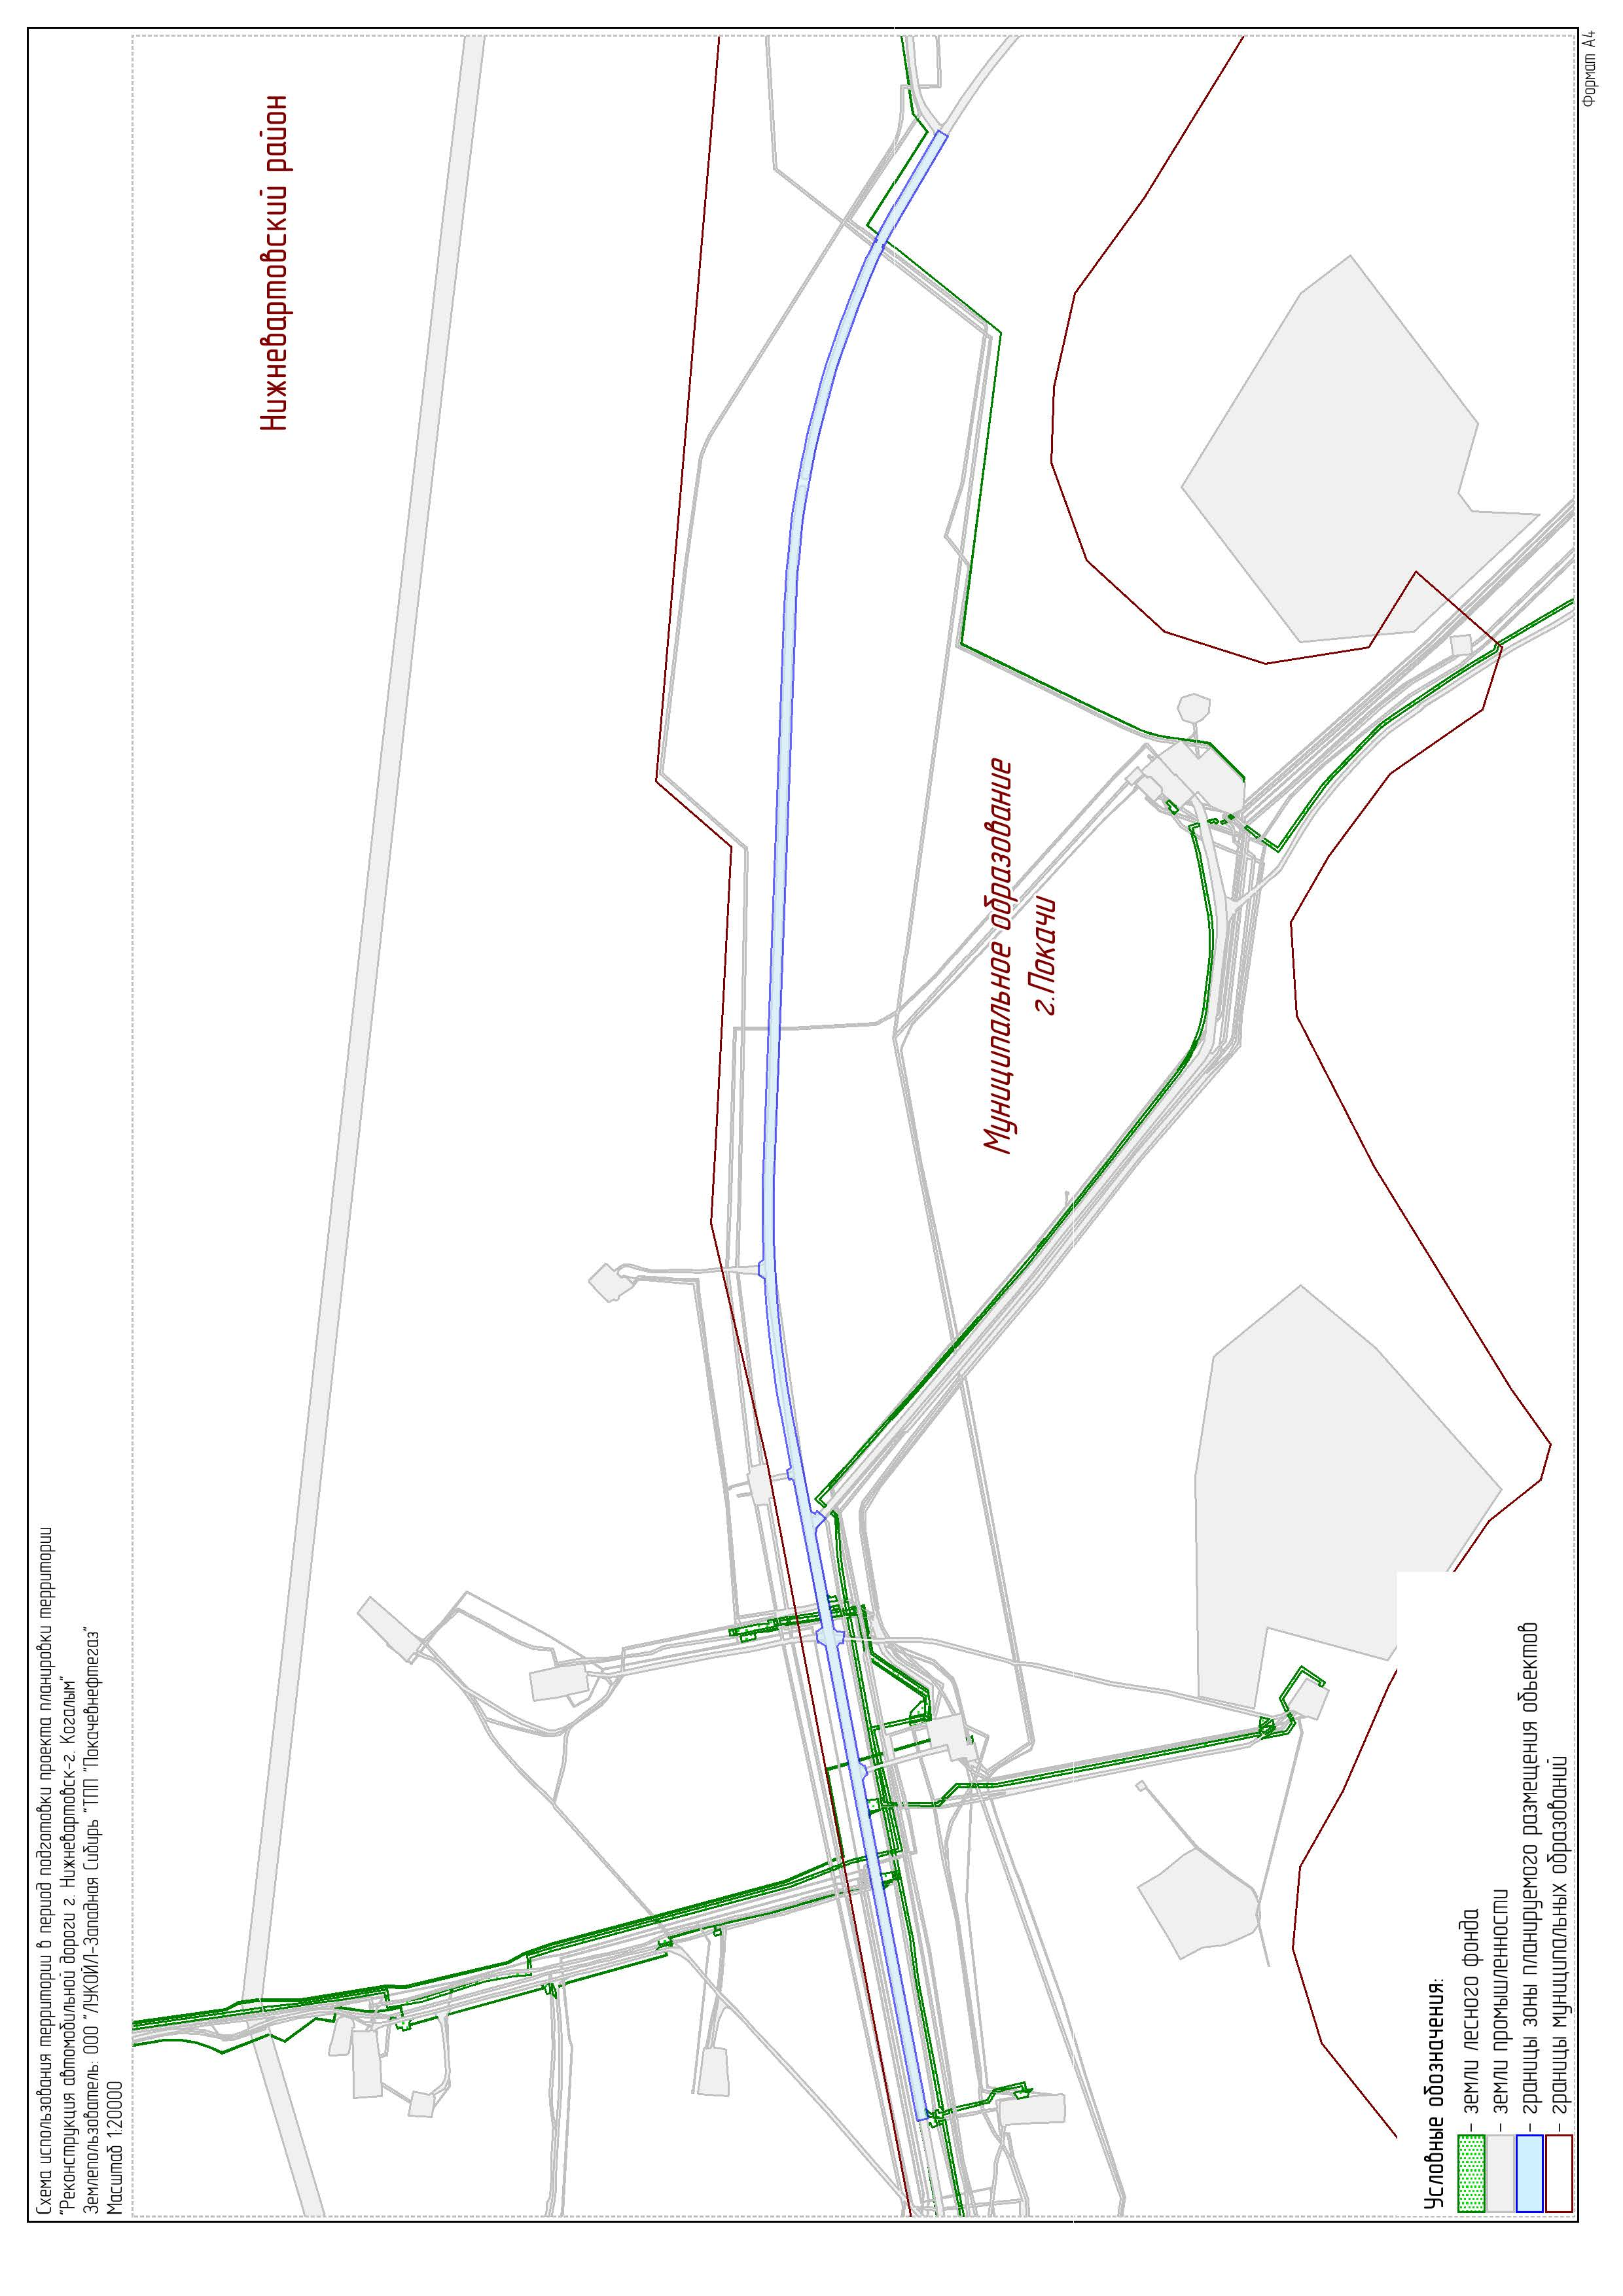 Схема использования территории в период подготовки проекта планировки территории
"Реконструкция автомобильной дороги г. Нижневартовск-г. Когалым"
Землепользователь: ООО "ЛУКОЙЛ-Западная Сибирь "ТПП "Покачевнефтегаз"
Масштаб 1:20000
Нижневартовский район
Муниципальное образование
г.Покачи
Условные обозначения:
- земли лесного фонда
- земли промышленности
- границы зоны планируемого размещения объектов
- границы муниципальных образований
Формат А4